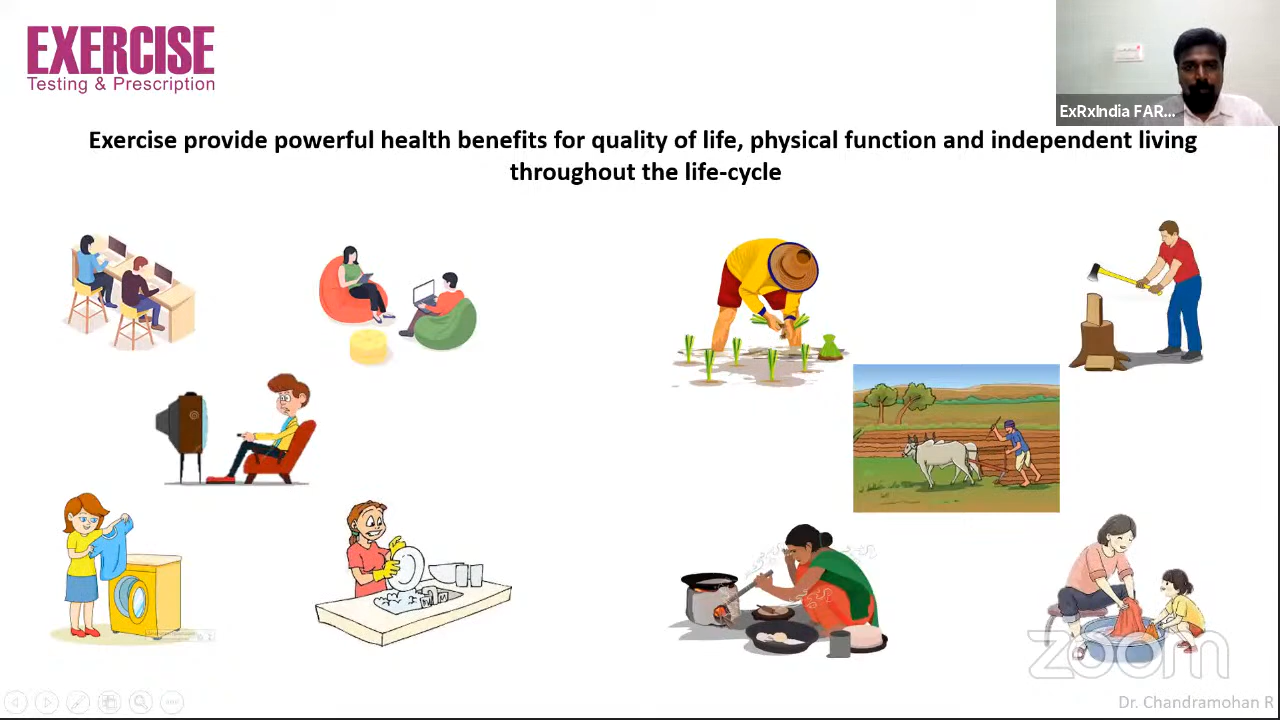 EXERCISE
Testing & Prescription
ExRxIndia FAR...
Exercise provide powerful health benefits for quality of life, physical function and independent living
throughout the life-cycle
zoom
Dr. Chandramohan R